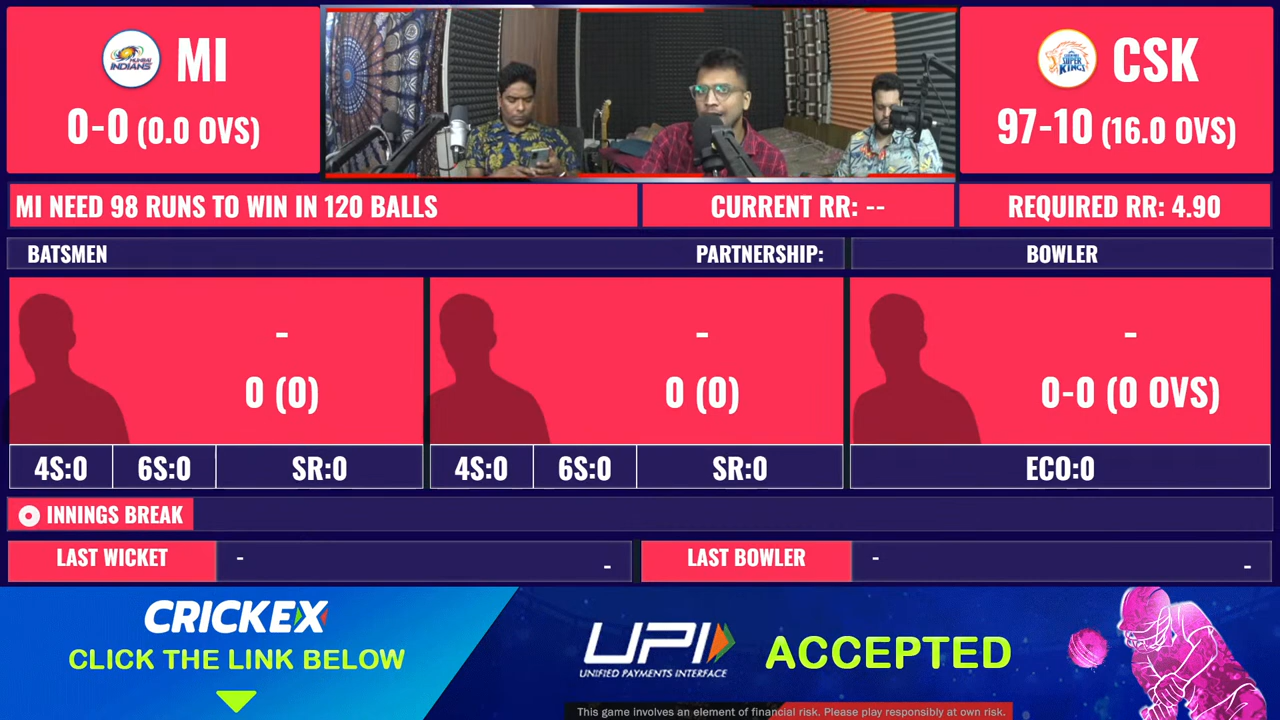 MUMBAI
INDIANS
MI
0-0 (0.0 OVS)
SUPER
KINGS
CSK
97-10 (16.0 OVS)
MI NEED 98 RUNS TO WIN IN 120 BALLS
CURRENT RR: --
REQUIRED RR: 4.90
BATSMEN
PARTNERSHIP:
BOWLER
-
0 (0)
-
0 (0)
-
0-0 (0 OVS)
4S:0
6S:0
SR:0
4S:0
6S:0
SR:0
ECO:0
INNINGS BREAK
LAST WICKET
-
-
LAST BOWLER
-
-
CRICKEX
CLICK THE LINK BELOW
UPI
UNIFIED PAYMENTS INTERFACE
ACCEPTED
This game involves an element of financial risk. Please play responsibly at own risk.